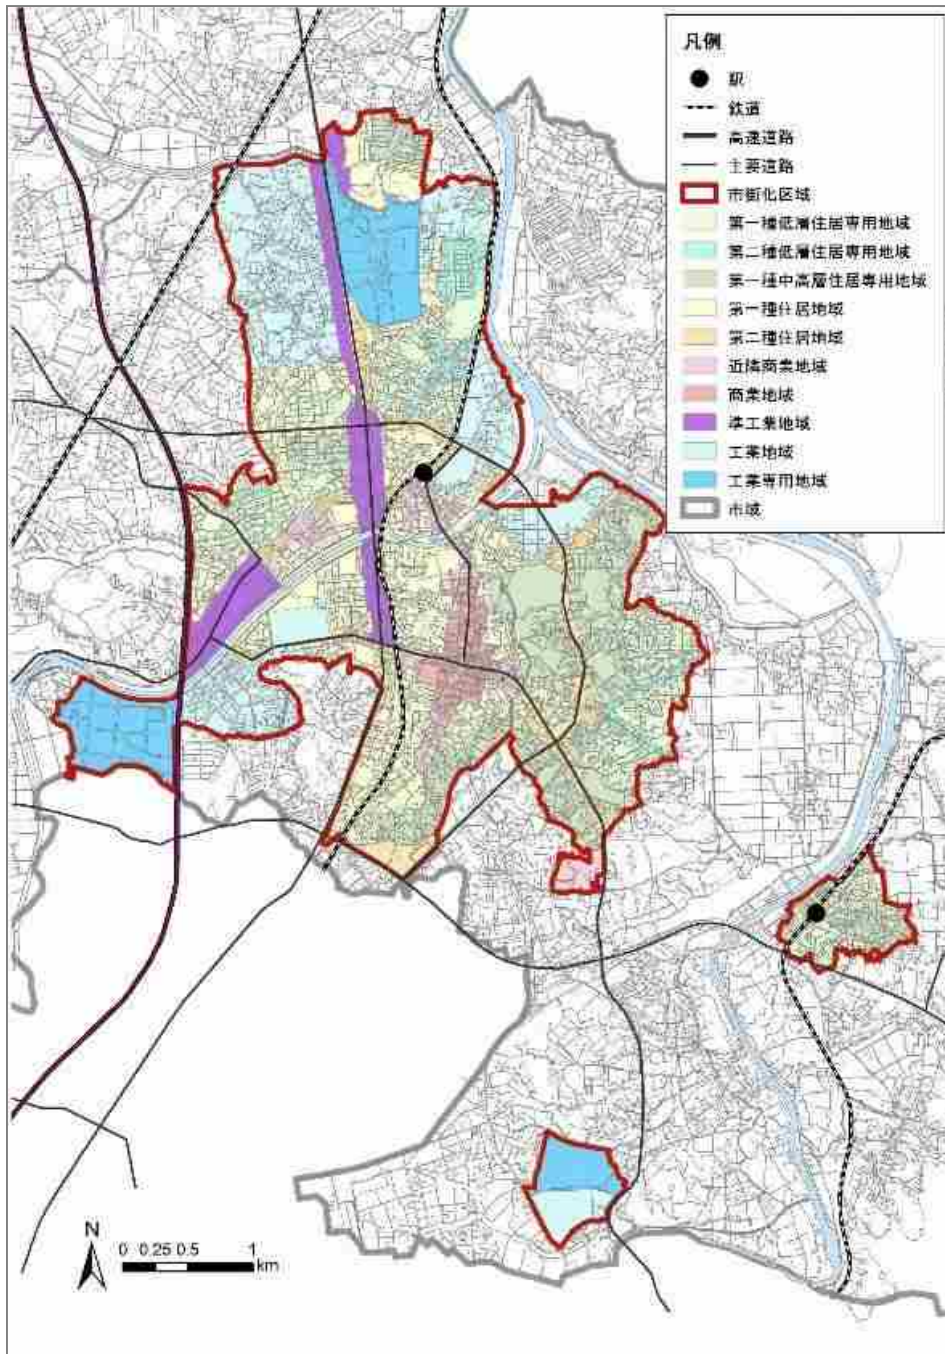 凡例
駅
鉄道
高速道路
主要道路
市街化区域
第一種低層住居専用地域
第二種低層住居専用地域
第一種中高層住居専用地域
第一種住居地域
第二種住居地域
近隣商業地域
商業地域
準工業地域
工業地域
工業専用地域
市域
N
0 0.25 0.5 1
km